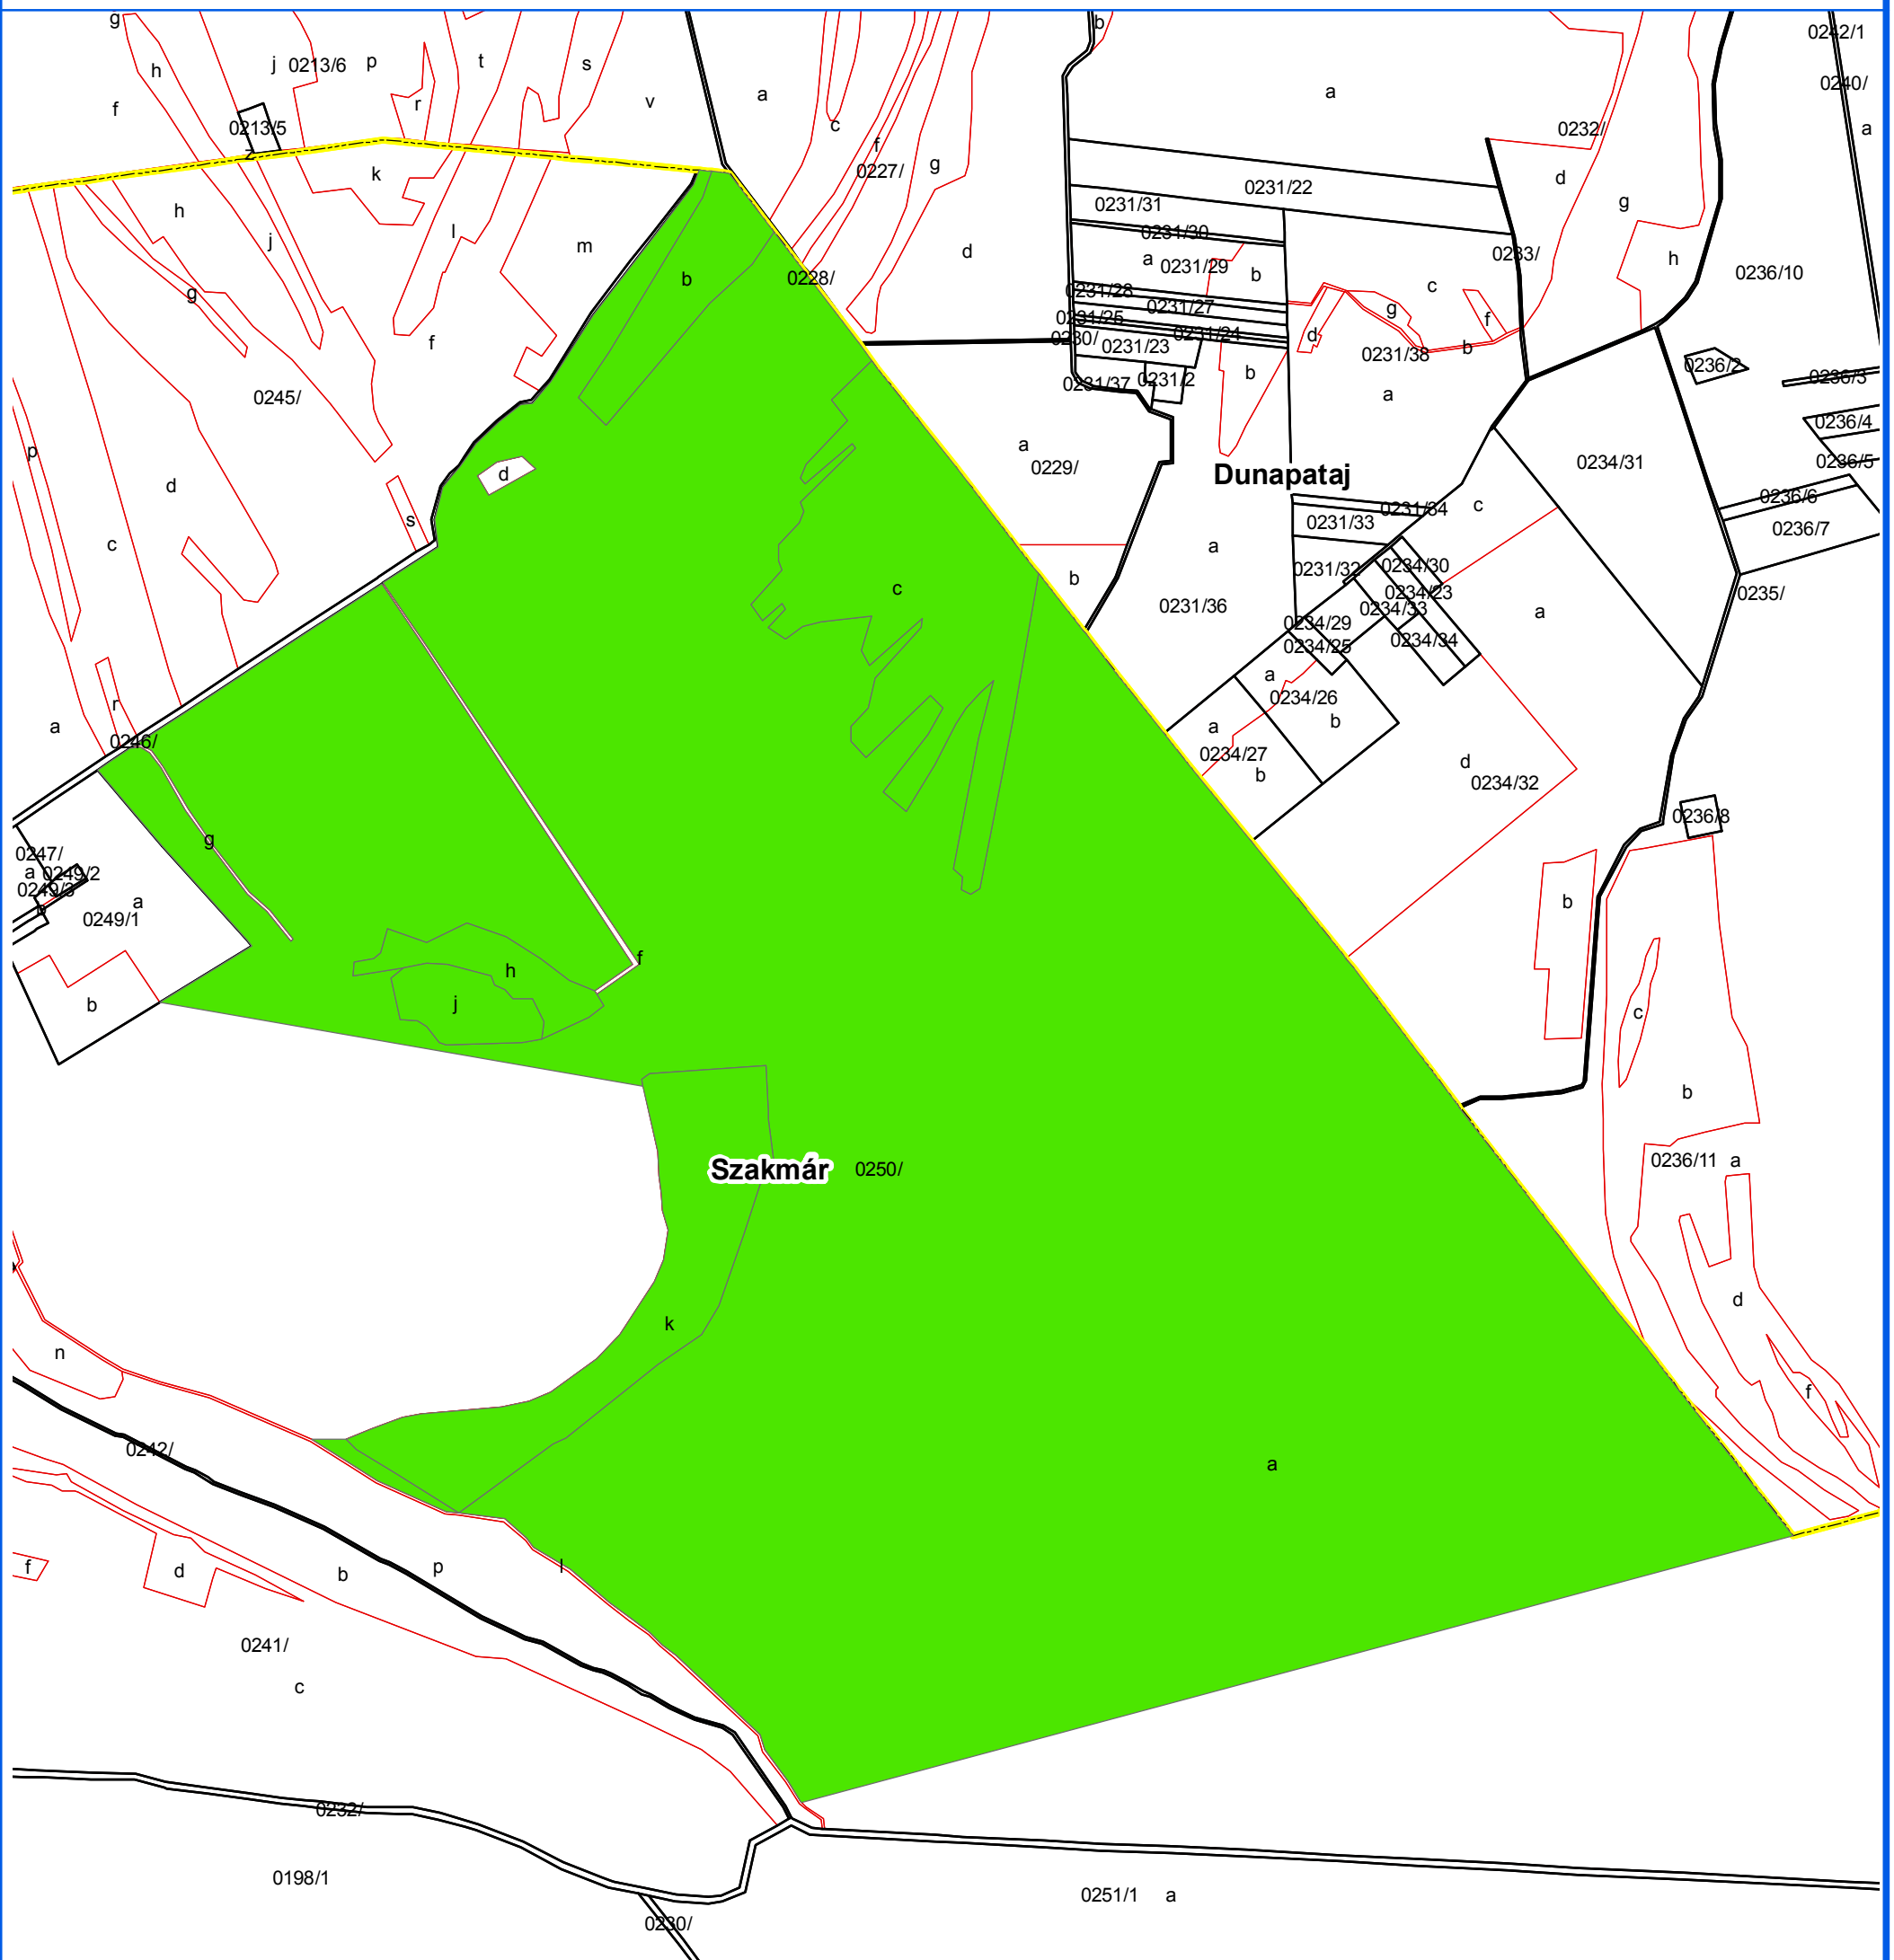 g
b
0242/1
h
j 0213/6 p
t
s
0240/
f
r
v
a
a
0213/5
c
0232/
a
z
f
0227/
g
k
d
0231/22
h
0231/31
g
j
l
m
0231/30
d
0233/
a
0231/29
b
h
0236/10
b
0228/
g
0231/28
0231/27
c
g
0231/25
f
f
0230/
0231/23
0231/24
d
0231/38
b
0236/2
0231/37
0231/2
b
0236/3
0245/
a
0236/4
p
a
0229/
Dunapataj
0234/31
0236/5
d
d
0231/34
c
0236/6
s
0231/33
0236/7
c
a
0231/32
0234/30
b
c
0234/23
0235/
0231/36
0234/33
a
0234/29
0234/34
0234/25
a
r
0234/26
a
a
b
0246/
0234/27
d
b
0234/32
0236/8
g
0247/
a 0249/2
0249/3
a
b
0249/1
f
h
b
j
c
b
Szakmár
0250/
0236/11 a
d
k
n
f
0242/
a
f
d
b
p
l
0241/
c
0232/
0198/1
0251/1 a
0230/